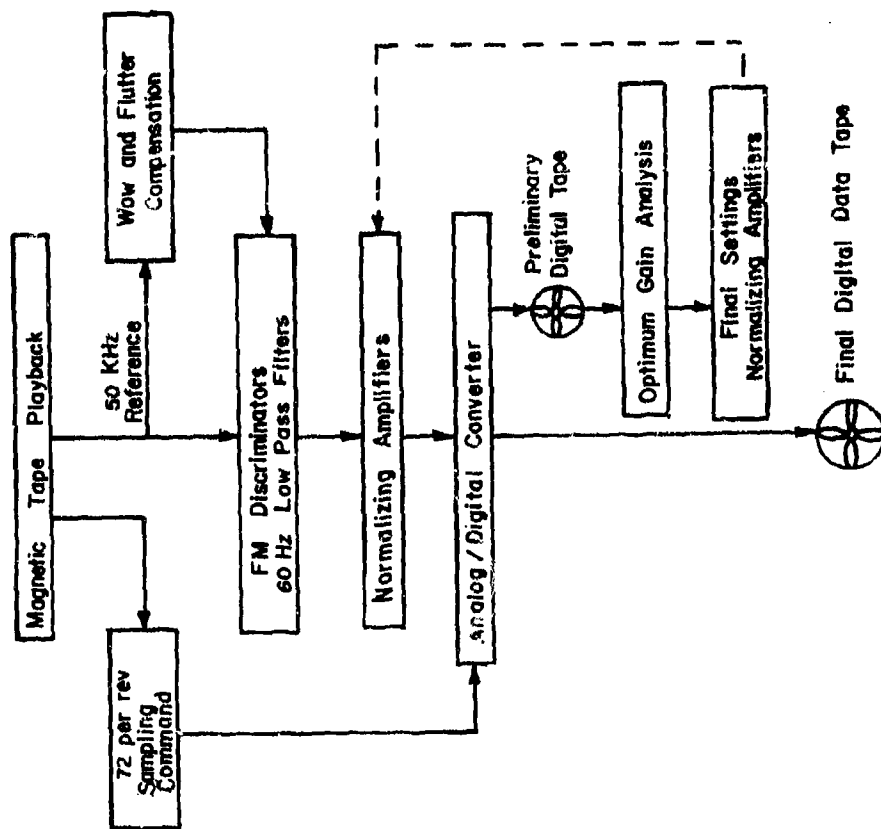 Magnetic Tape Playback
50 KHz
Reference
Wow and Flutter
Compensation
72 per rev
Sampling
Command
FM Discriminators
60 Hz Low Pass Filters
Normalizing Amplifiers
Analog/Digital Converter
Preliminary
Digital Tape
Optimum Gain Analysis
Final Settings
Normalizing Amplifiers
Final Digital Data Tape